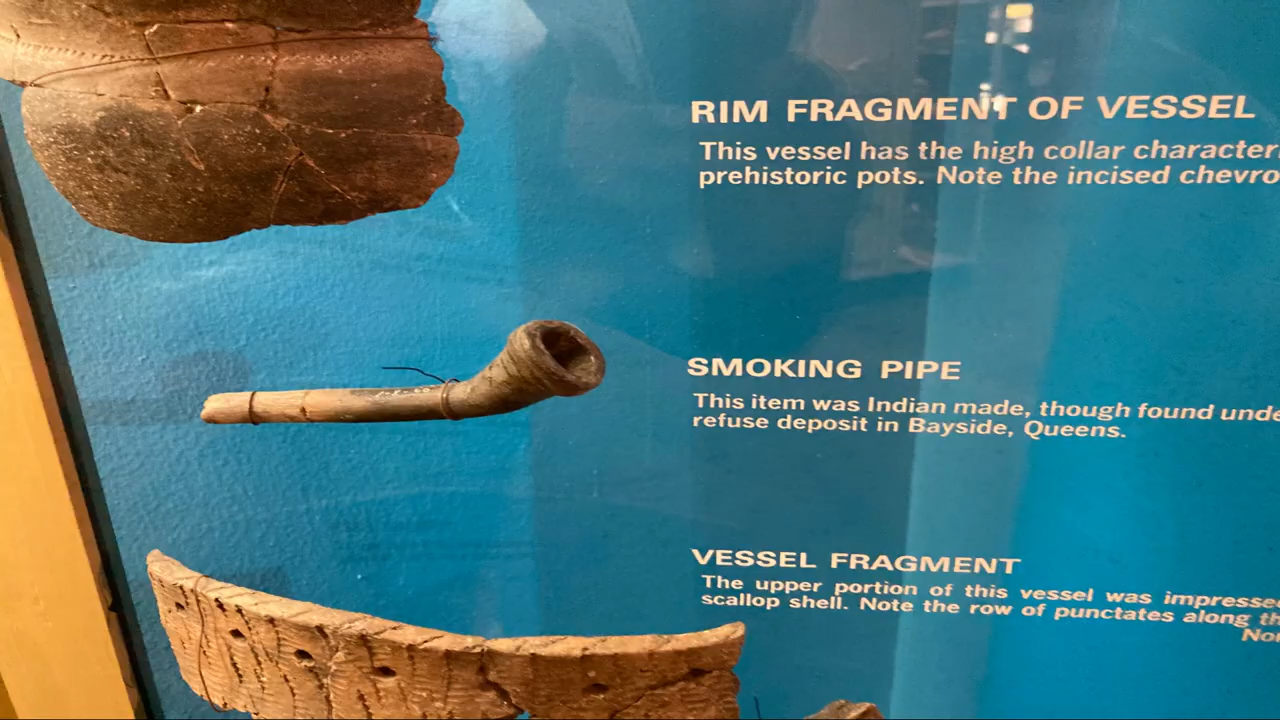 RIM FRAGMENT OF VESSEL
This vessel has the high collar
prehistoric pots. Note the incised
SMOKING PIPE
This item was Indian made, though found
refuse deposit in Bayside, Queens.
VESSEL FRAGMENT
The upper portion of this vessel was
scallop shell. Note the row of punctates along